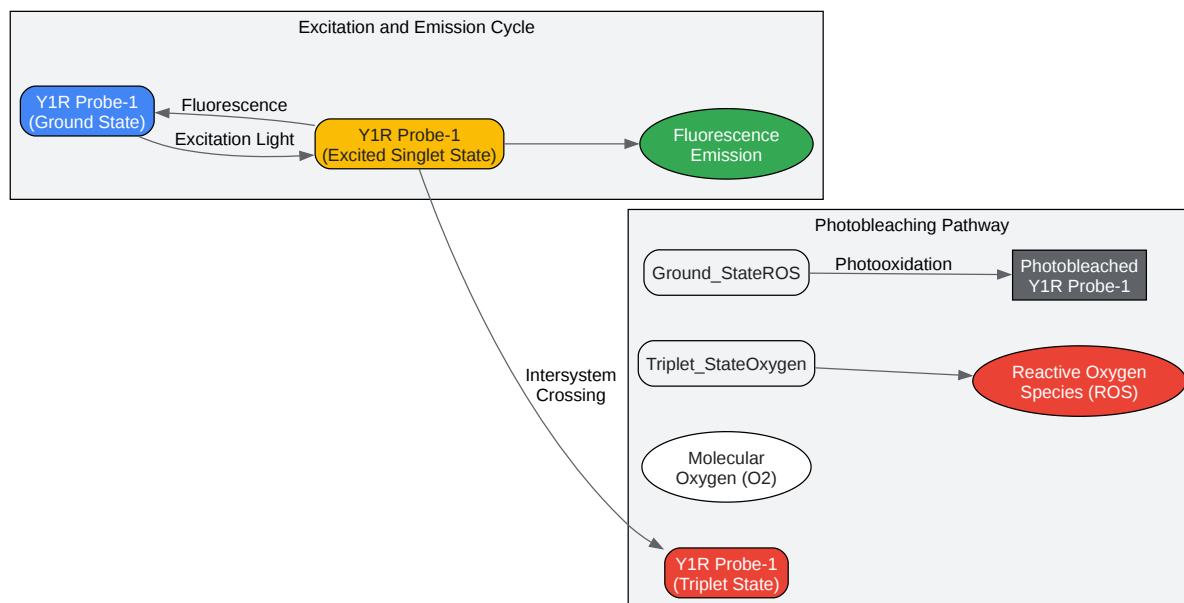 Excitation and Emission Cycle
Y1R Probe-1
(Ground State)
Fluorescence
Excitation Light
Y1R Probe-1
(Excited Singlet State)
Fluorescence
Emission
Intersystem
Crossing
Photobleaching Pathway
Ground_StateROS
Photooxidation
Photobleached
Y1R Probe-1
Triplet_StateOxygen
Reactive Oxygen
Species (ROS)
Molecular
Oxygen (O2)
Y1R Probe-1
(Triplet State)